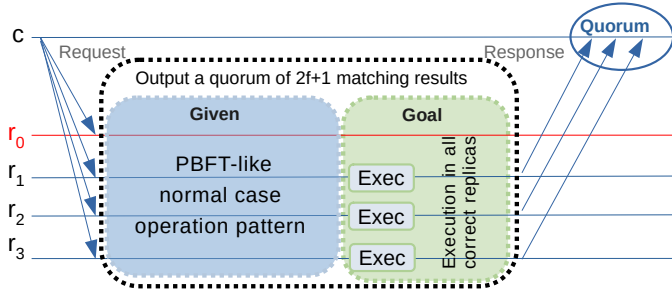 c
Request
Response
Quorum
Output a quorum of 2f+1 matching results
Given
Goal
r0
r1
r2
r3
PBFT-like
normal case
operation pattern
Exec
Exec
Exec
Execution in all
correct replicas